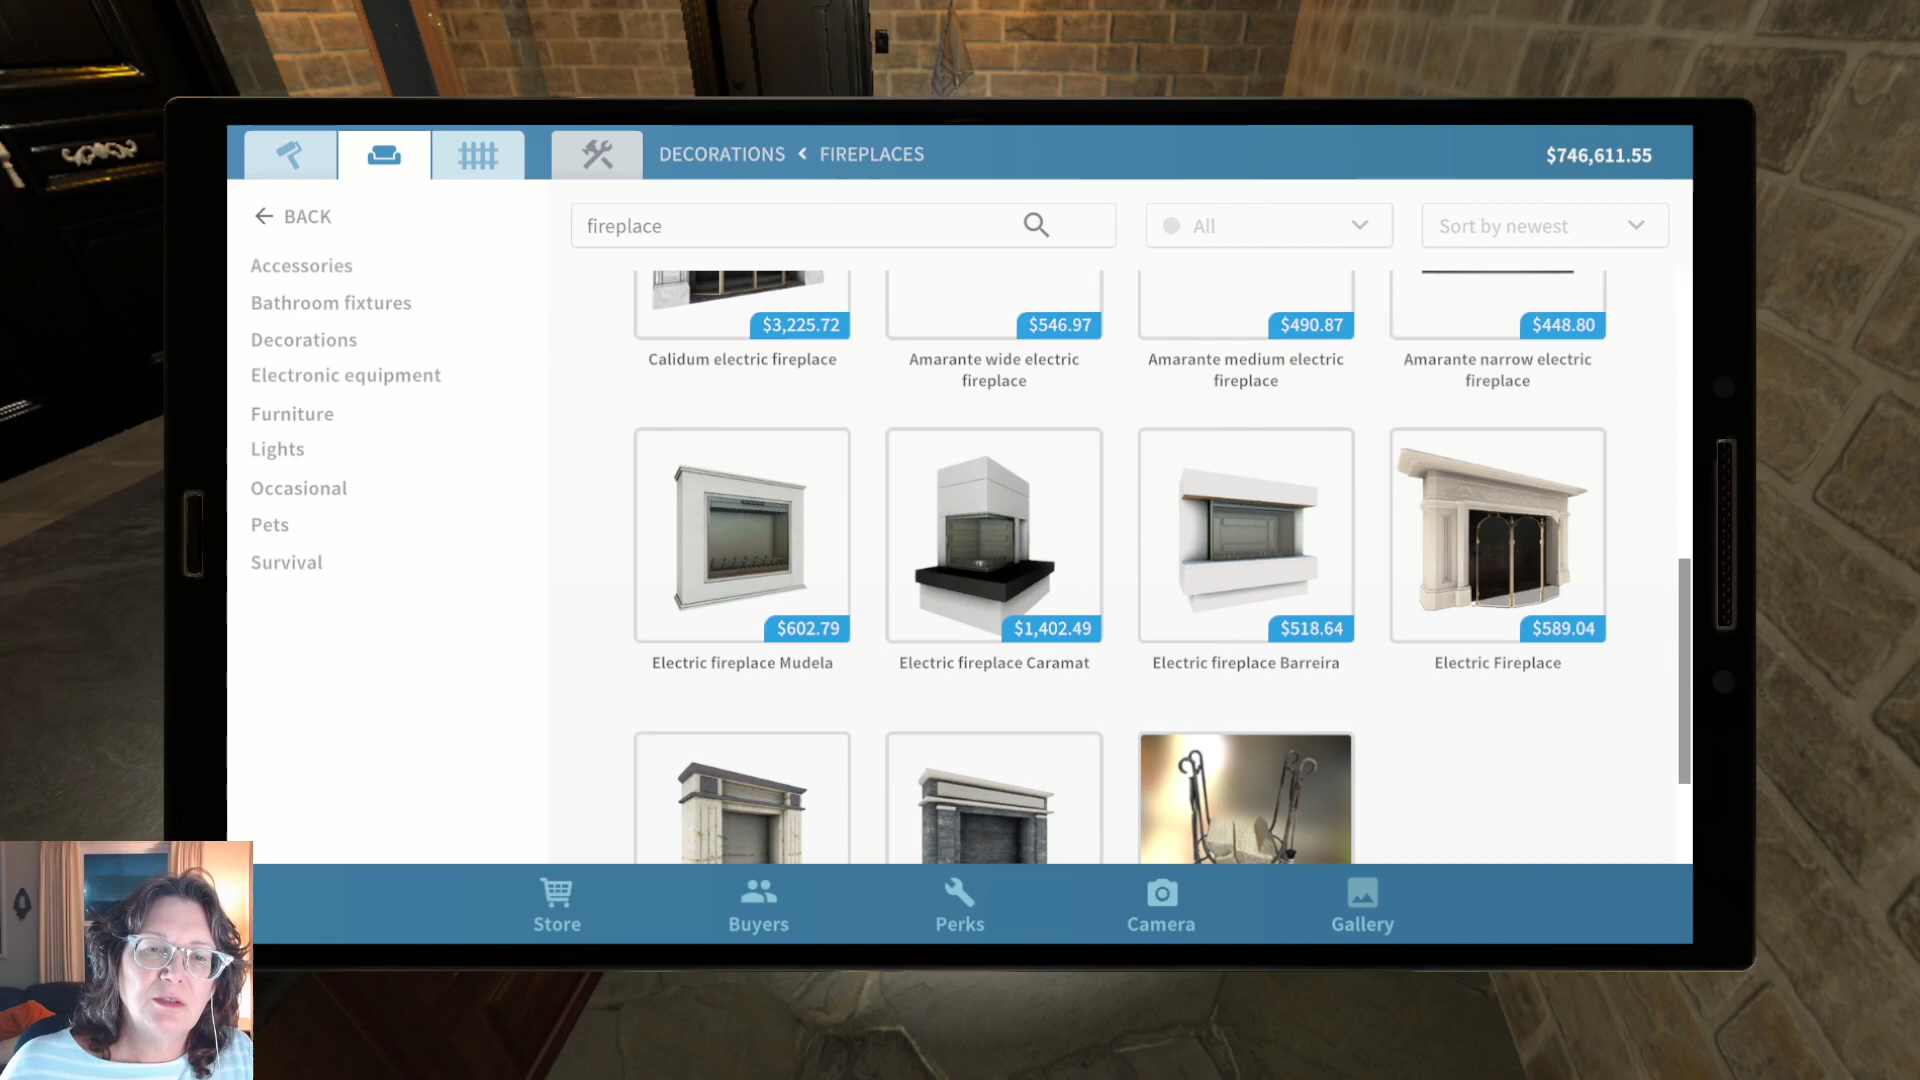 DECORATIONS < FIREPLACES
$746,611.55
BACK
Accessories
Bathroom fixtures
Decorations
Electronic equipment
Furniture
Lights
Occasional
Pets
Survival
fireplace
All
Sort by newest
$3,225.72
$546.97
$490.87
$448.80
Calidum electric fireplace
Amarante wide electric
fireplace
Amarante medium electric
fireplace
Amarante narrow electric
fireplace
$602.79
$1,402.49
$518.64
$589.04
Electric fireplace Mudela
Electric fireplace Caramat
Electric fireplace Barreira
Electric Fireplace
Store
Buyers
Perks
Camera
Gallery